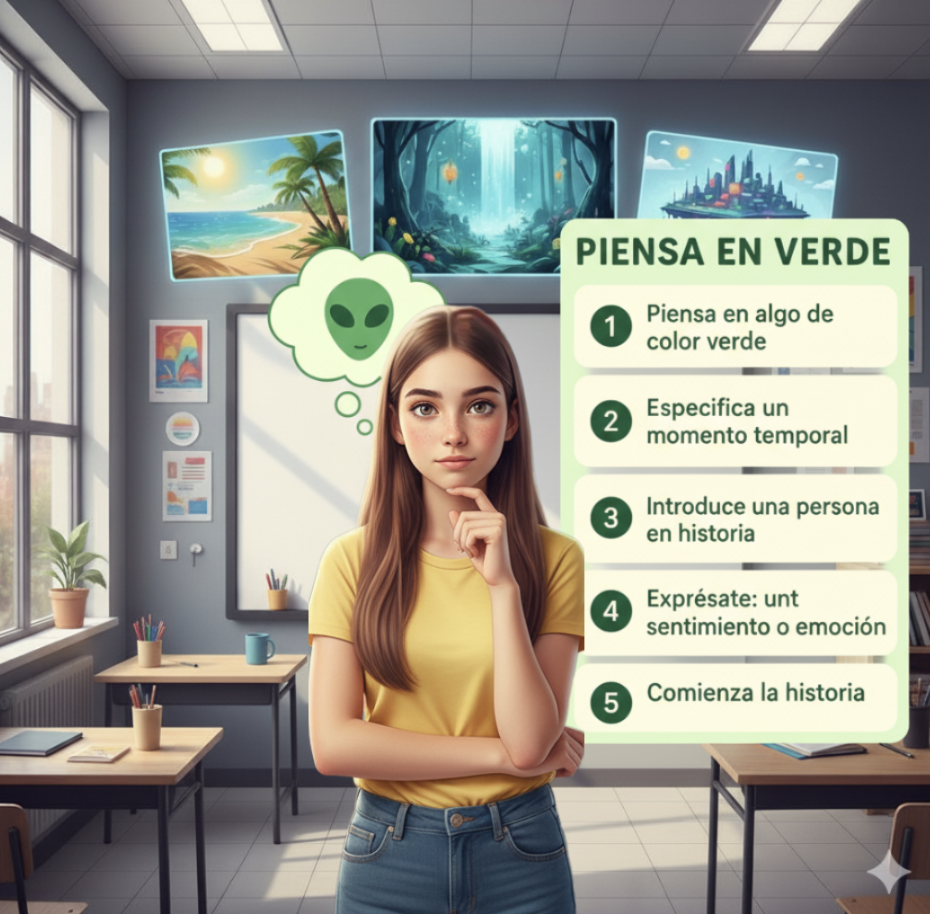 PIENSA EN VERDE
1 Piensa en algo de
color verde
2 Especifica un
momento temporal
3 Introduce una persona
en historia
4 Exprésate: unt
sentimiento o emoción
5 Comienza la historia